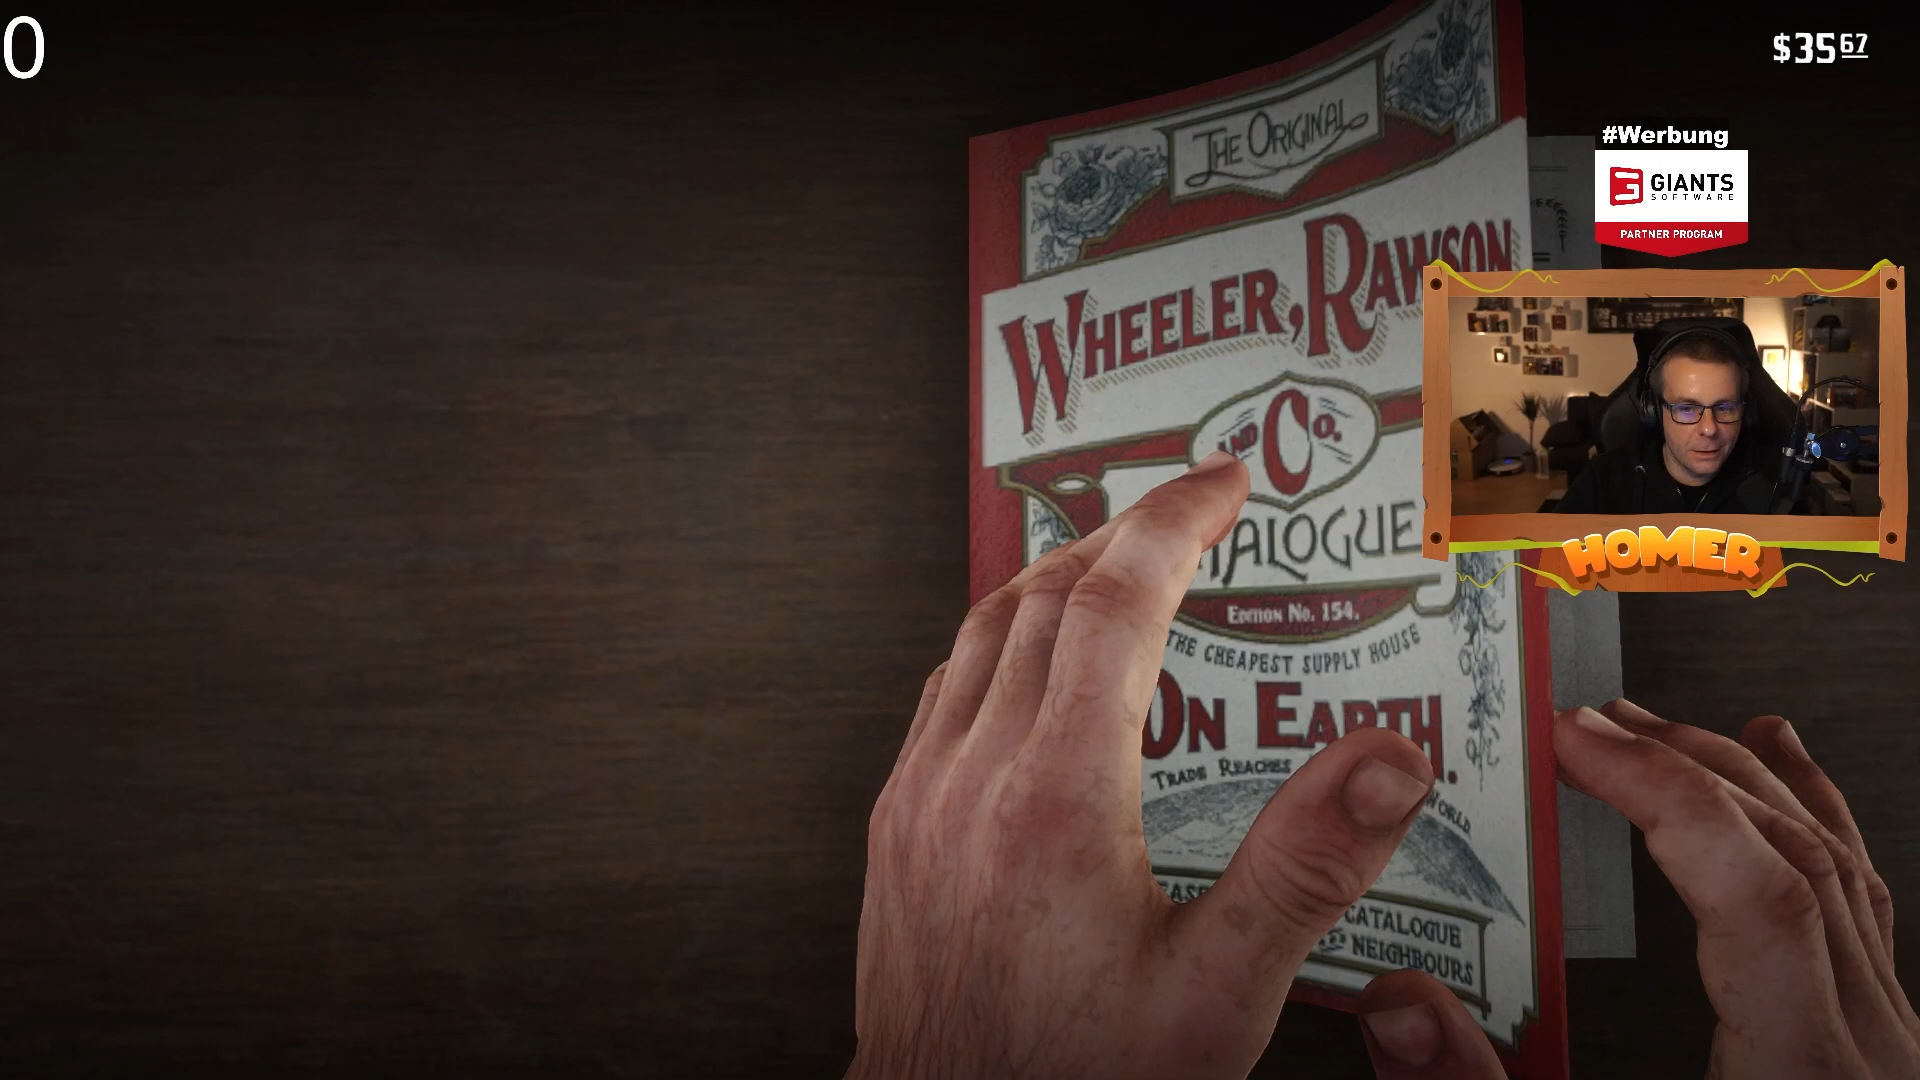 0
$35 67
#Werbung
GIANTS
SOFTWARE
PARTNER PROGRAM
THE ORIGINAL
WHEELER, RAWSON
AND CO.
CATALOGUE
EDITION No. 154.
THE CHEAPEST SUPPLY HOUSE
ON EARTH.
TRADE REACHES
WORLD.
CATALOGUE
NEIGHBOURS
HOMER